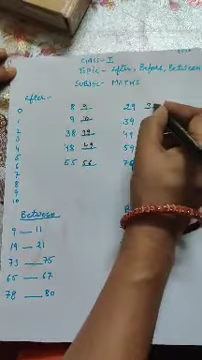 CLASS - I
TOPIC - After, Before, Between
SUBJECT - MATHS
After -
0
1
2
3
4
5
6
7
8
9
10
8 9
9 10
38 39
48 49
55 56
29
39
49
59
Between
9 __ 11
19 __ 21
73 __ 75
65 __ 67
78 __ 80